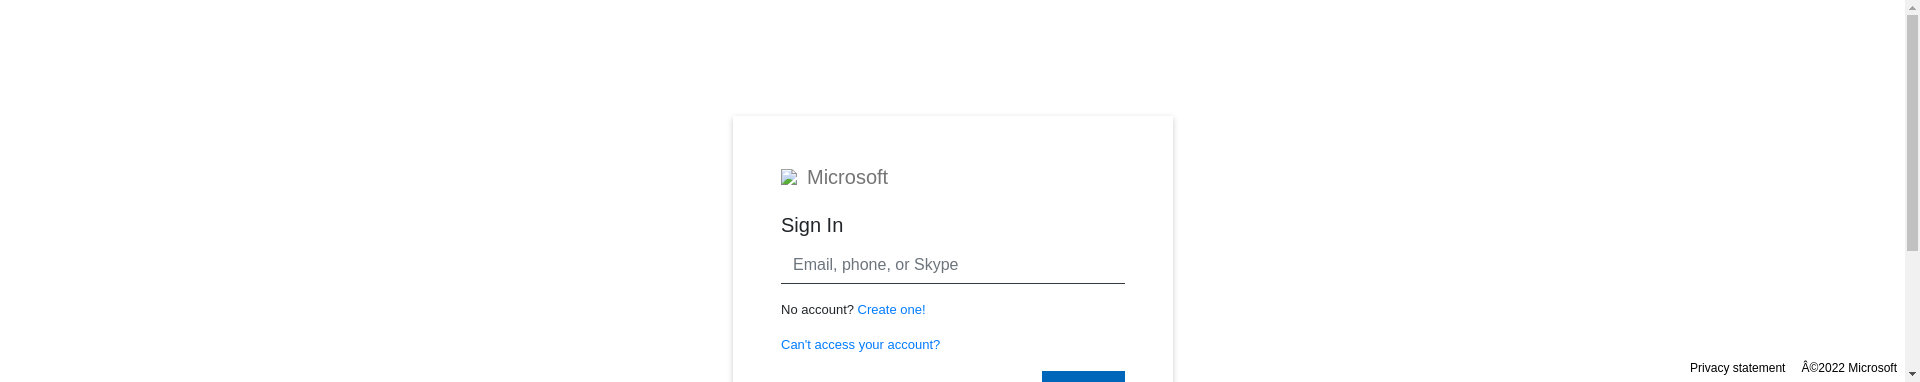 Microsoft
Sign In
Email, phone, or Skype
No account? Create one!
Can't access your account?
Privacy statement Â©2022 Microsoft